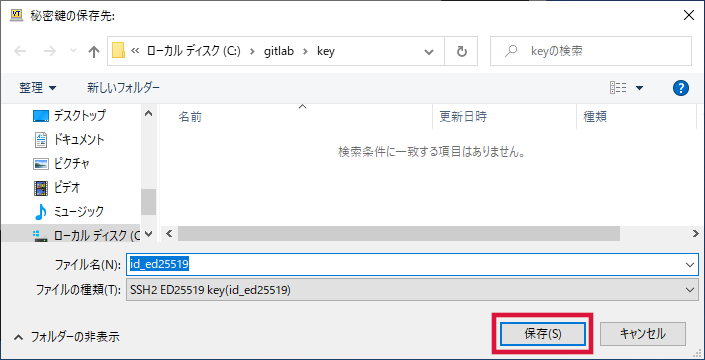 VT 秘密鍵の保存先:
« ローカル ディスク (C:) › gitlab › key
keyの検索
整理
新しいフォルダー
?
デスクトップ
ドキュメント
ピクチャ
ビデオ
ミュージック
ローカル ディスク (C
名前
更新日時
種類
検索条件に一致する項目はありません。
ファイル名(N):
id_ed25519
ファイルの種類(T):
SSH2 ED25519 key(id_ed25519)
フォルダーの非表示
保存(S)
キャンセル